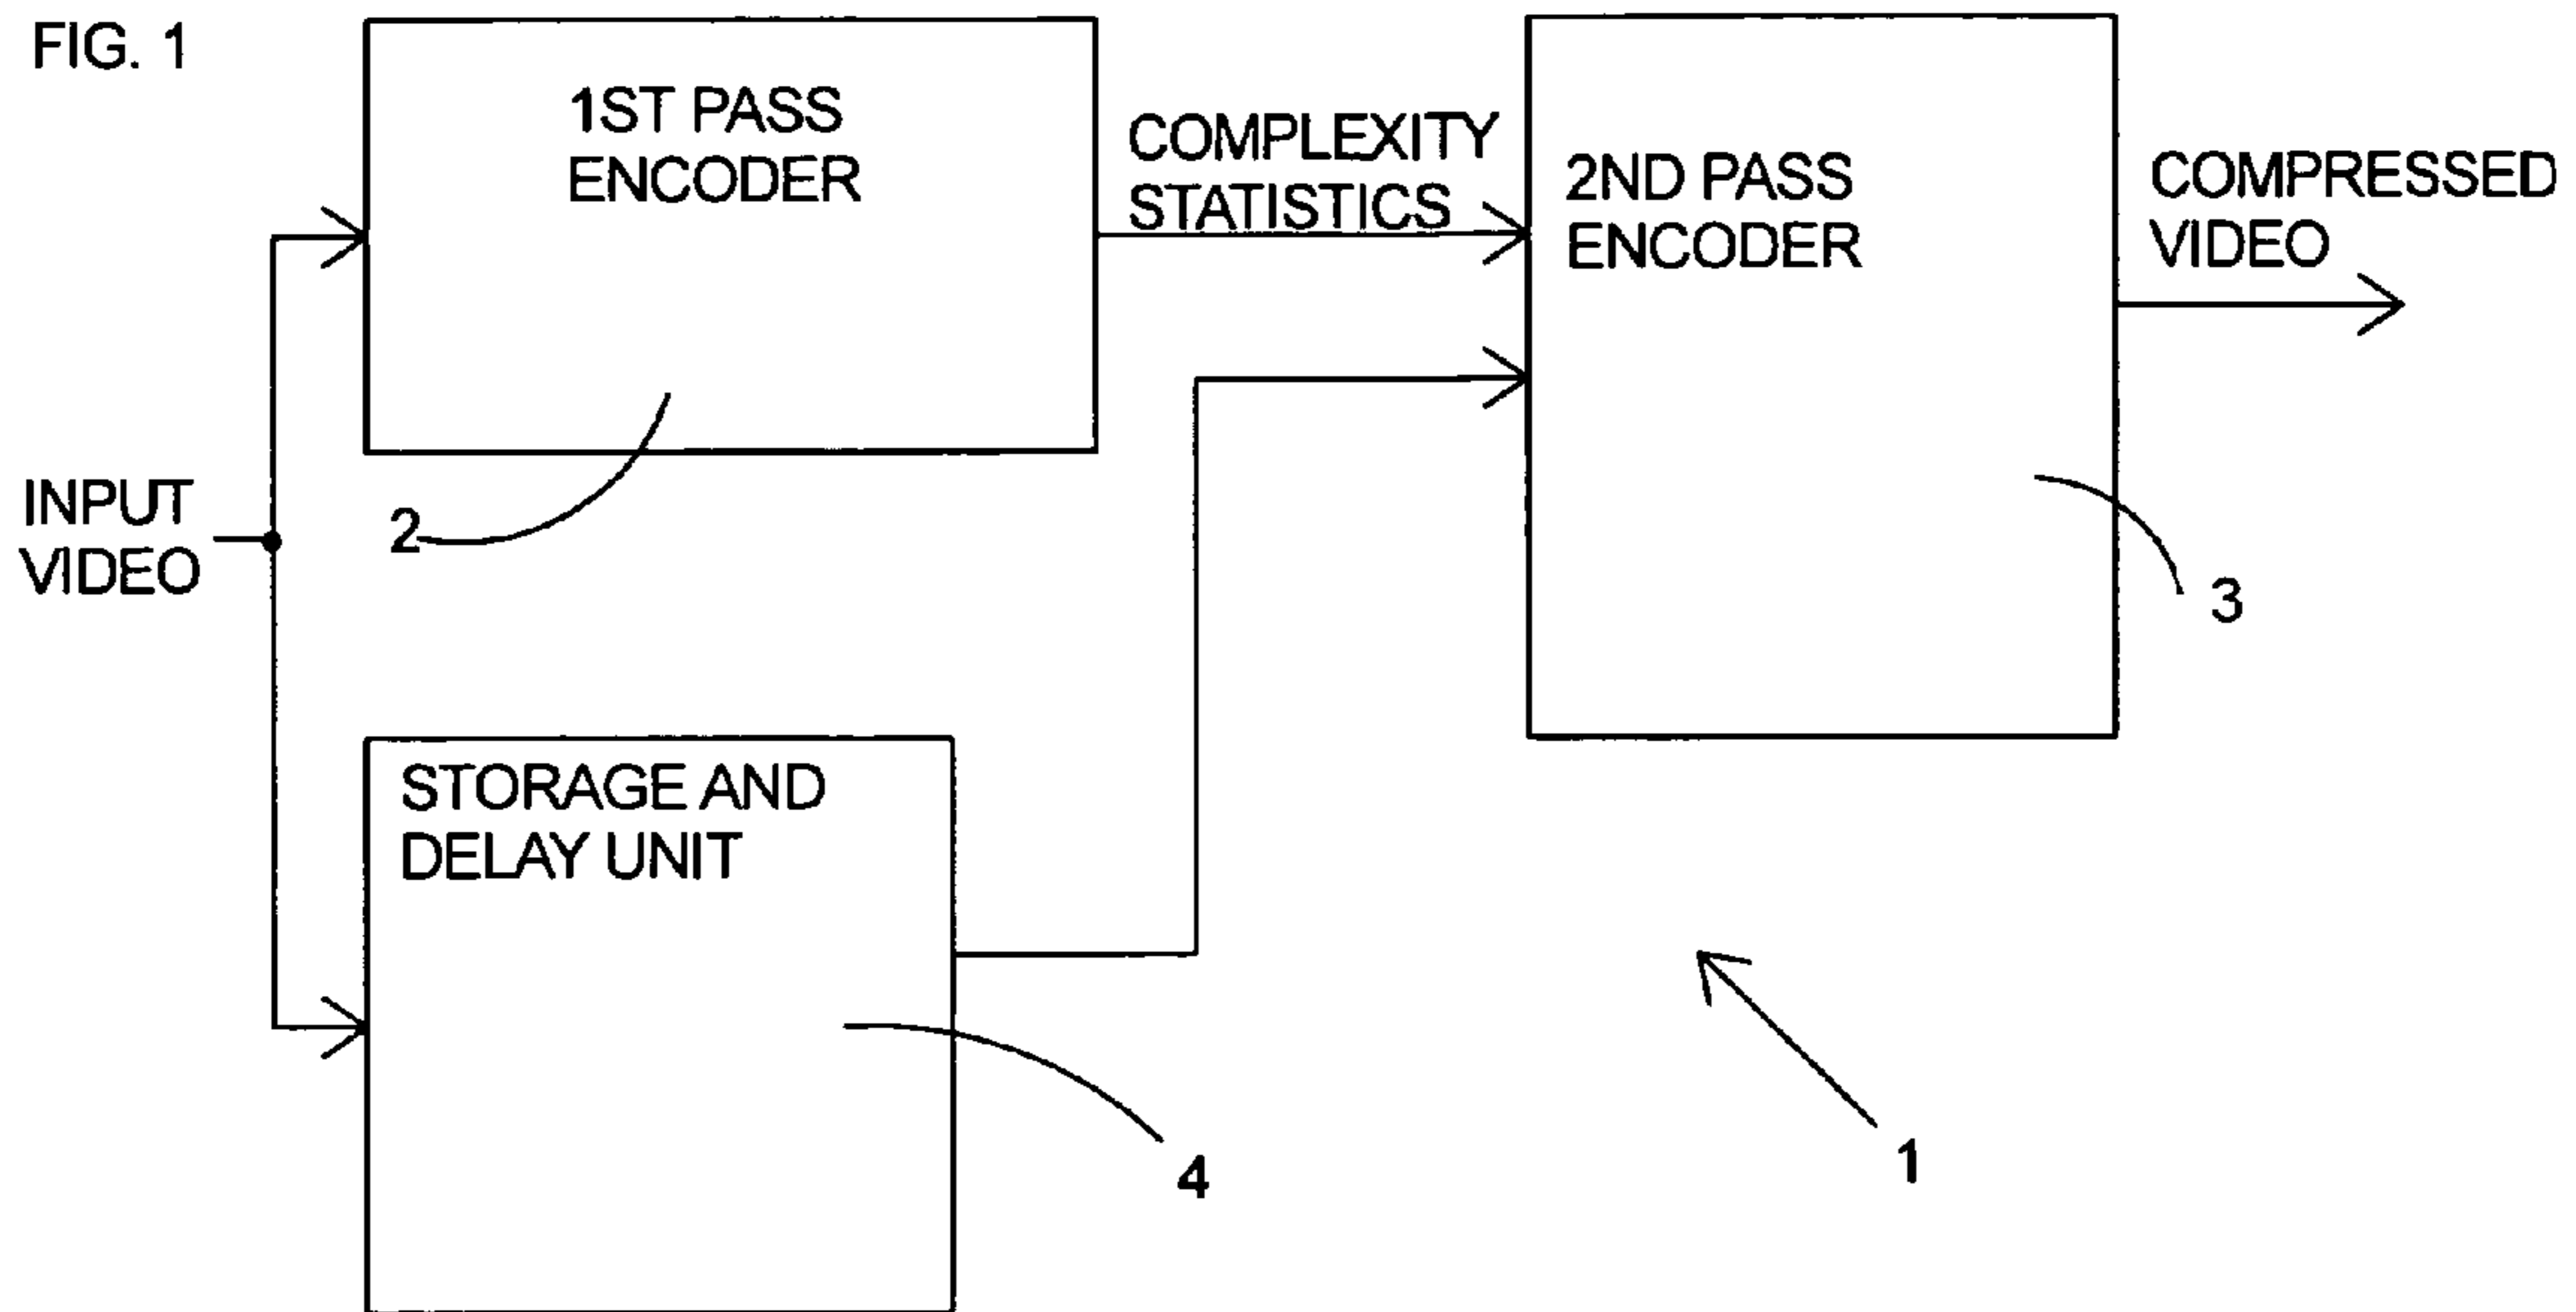 FIG. 1
1ST PASS
ENCODER
COMPLEXITY
STATISTICS
2ND PASS
ENCODER
COMPRESSED
VIDEO
INPUT
VIDEO
2
3
STORAGE AND
DELAY UNIT
4
1